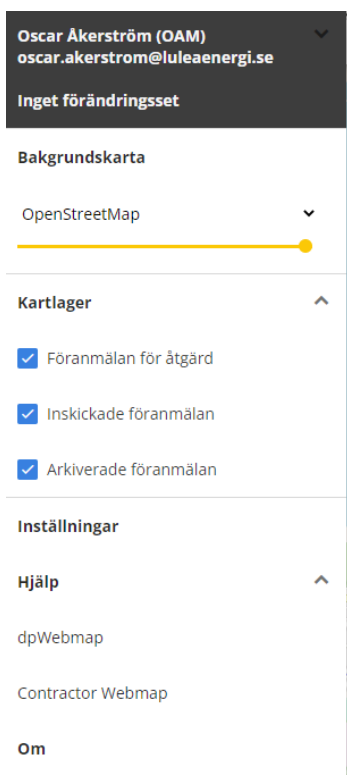 Oscar Åkerström (OAM)
oscar.akerstrom@luleaenergi.se
Inget förändringsset
Bakgrundskarta
OpenStreetMap
Kartlager
Föranmälan för åtgärd
Inskickade föranmälan
Arkiverade föranmälan
Inställningar
Hjälp
dpWebmap
Contractor Webmap
Om